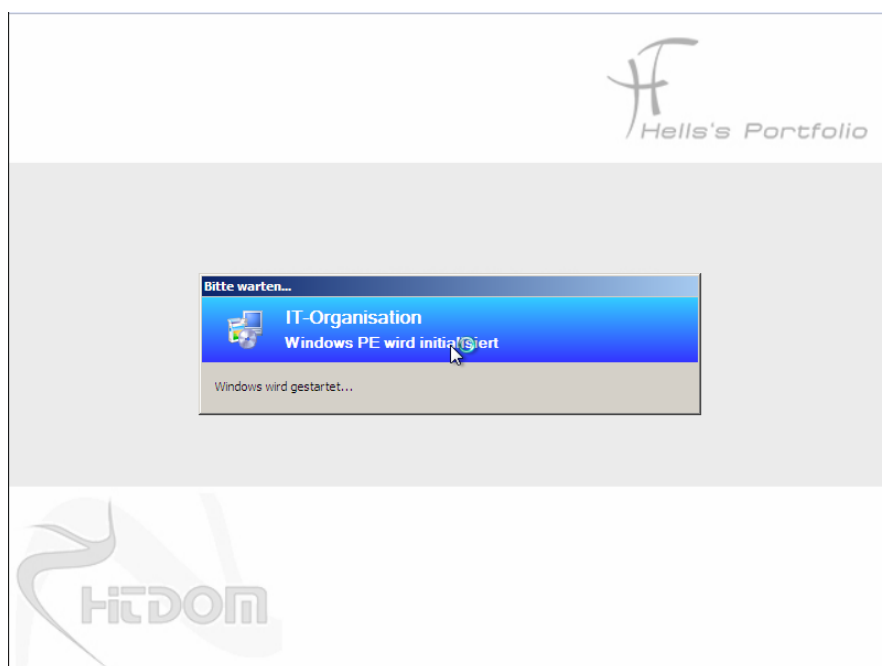 Hells's Portfolio
Bitte warten...
IT-Organisation
Windows PE wird initialisiert
Windows wird gestartet...
HITDOM